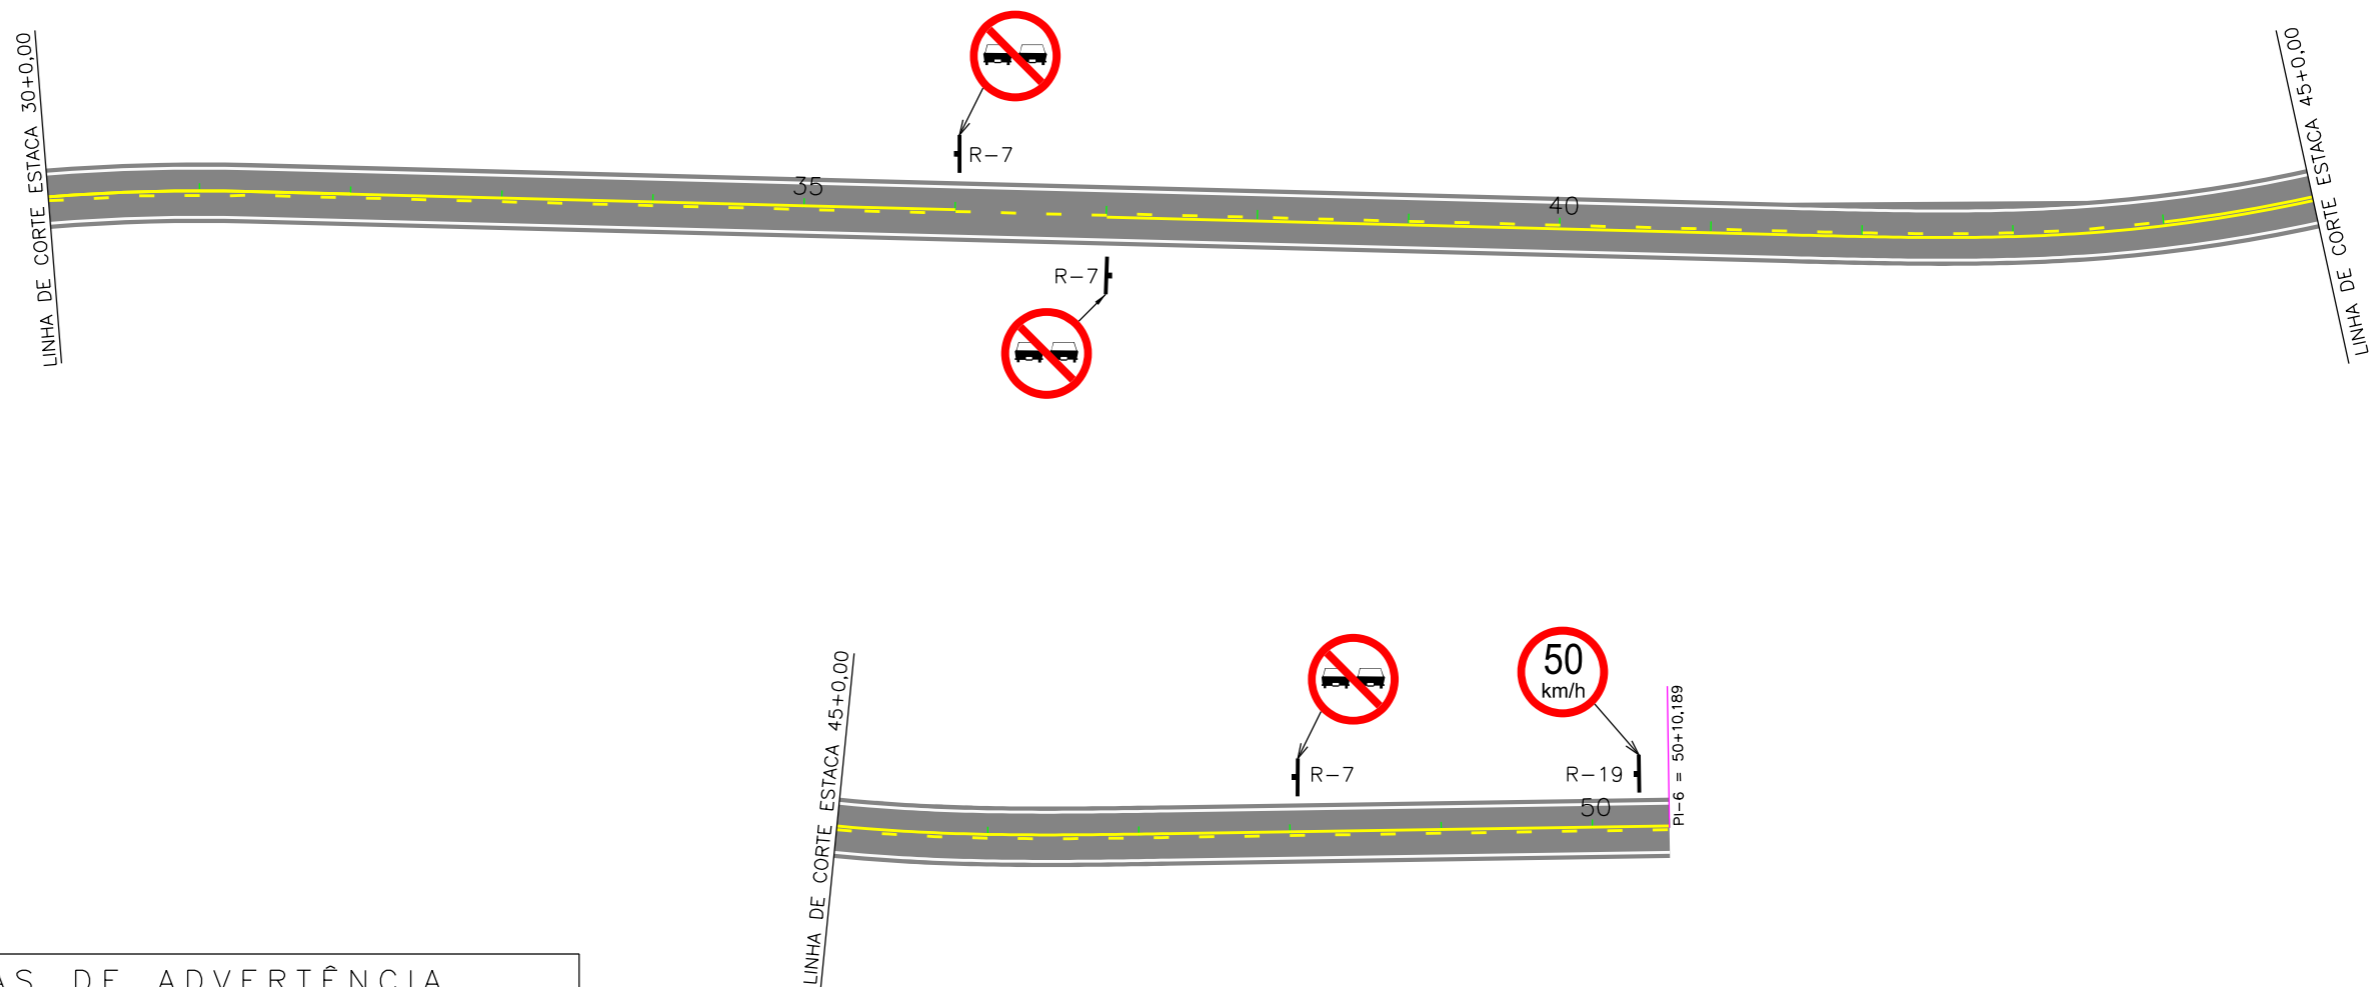 LINHA DE CORTE ESTACA 30+0,00
R-7
35
R-7
40
LINHA DE CORTE ESTACA 45+0,00
LINHA DE CORTE ESTACA 45+0,00
R-7
50
km/h
R-19
50
PI-6 = 50+10,189
AS DE ADVERTÊNCIA